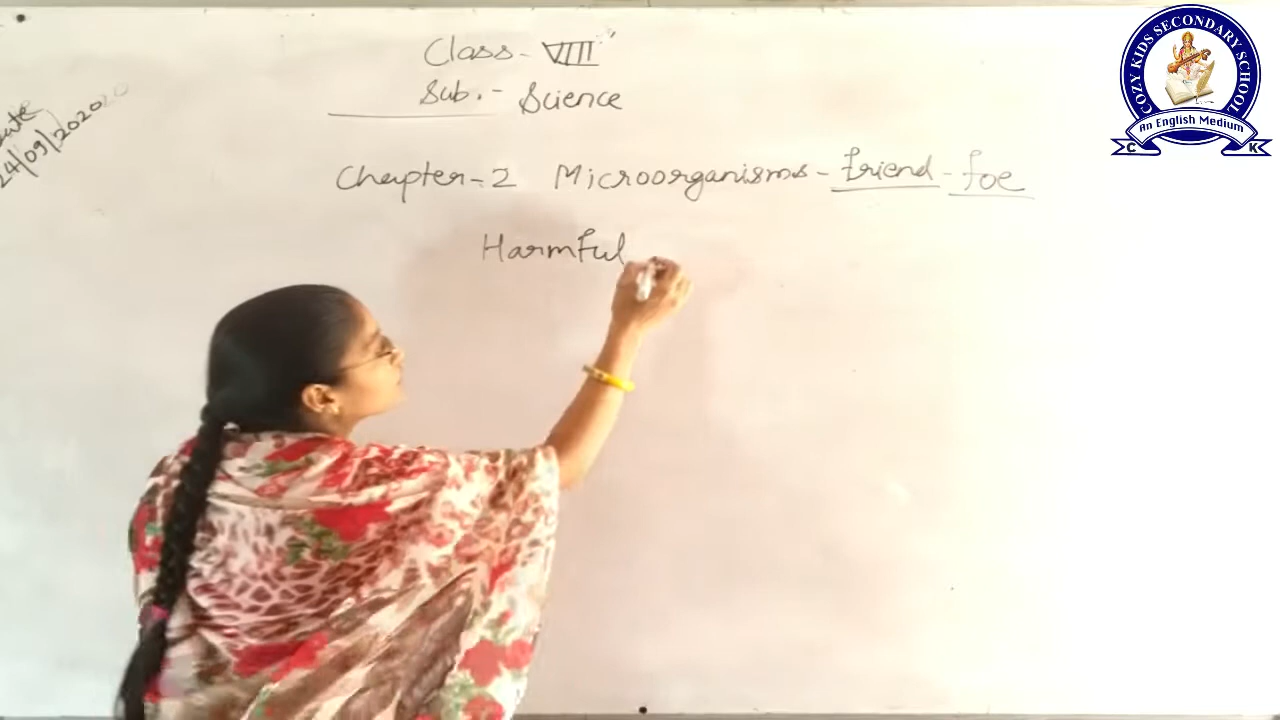 Class - VIII
Sub. - Science
Date
24/09/2020
Chapter - 2 Microorganisms - friend - foe
Harmful
COZY KIDS SECONDARY SCHOOL
An English Medium
C K